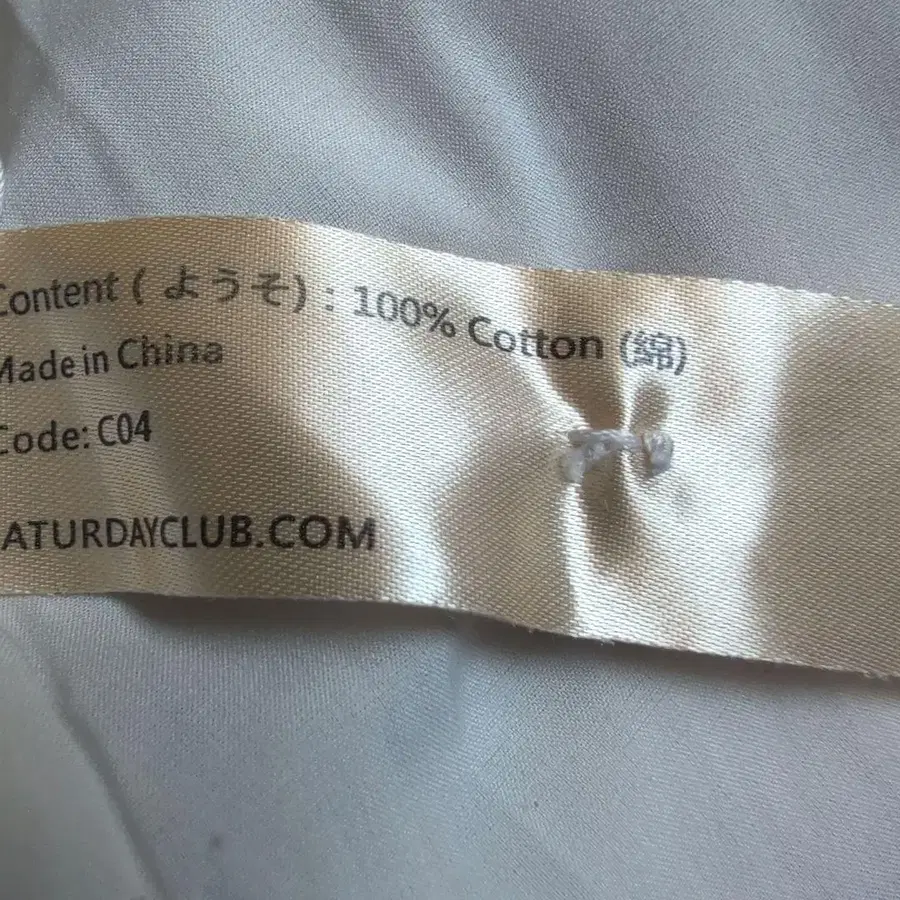 Content ( ようそ) : 100% Cotton (綿)
Made in China
Code: C04
ATURDAYCLUB.COM